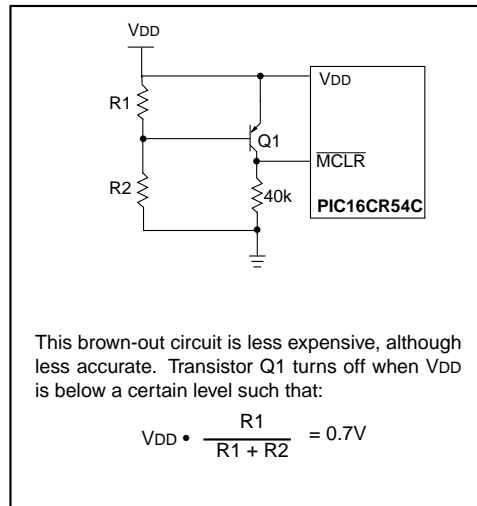 VDD
VDD
R1
Q1
MCLR
R2
40k
PIC16CR54C
This brown-out circuit is less expensive, although
less accurate. Transistor Q1 turns off when VDD
is below a certain level such that:
VDD • R1 / R1 + R2 = 0.7V